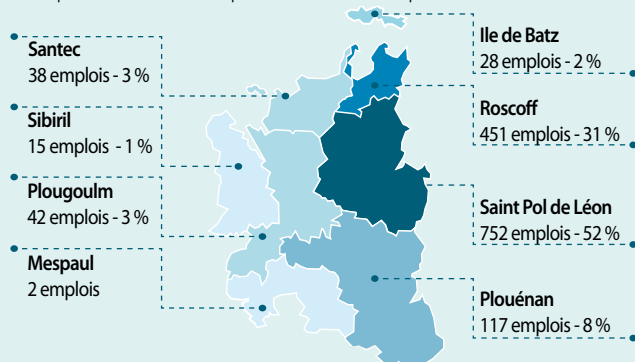 Santec
38 emplois - 3 %
Sibiril
15 emplois - 1 %
Plougoulm
42 emplois - 3 %
Mespaul
2 emplois
Ile de Batz
28 emplois - 2 %
Roscoff
451 emplois - 31 %
Saint Pol de Léon
752 emplois - 52 %
Plouénan
117 emplois - 8 %